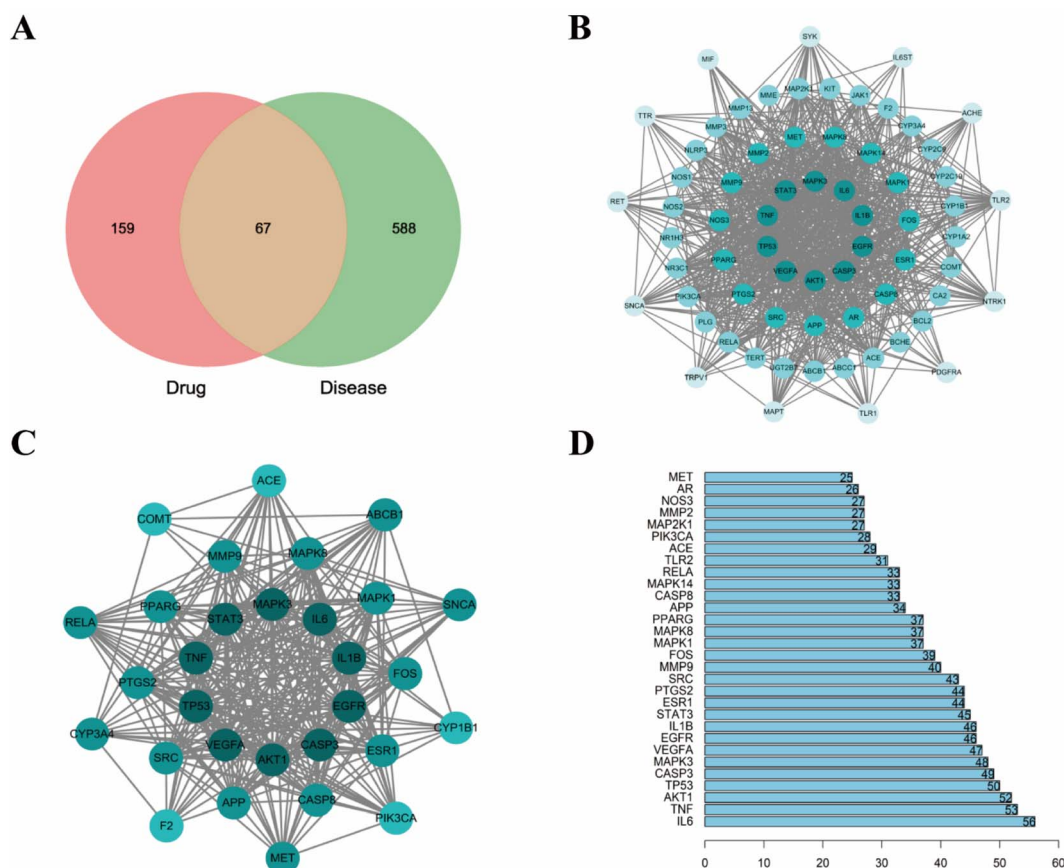 A
159
67
588
Drug
Disease
B
SYK
MIF
IL6ST
MME
MAP2K1
KIT
JAK1
F2
MMP13
CYP3A4
ACHE
TTR
MMP3
MET
MAPK8
MAPK14
CYP2C9
NLRP3
MMP2
CYP2C19
NOS1
MMP9
STAT3
MAPK3
IL6
MAPK1
CYP1B1
TLR2
RET
NOS2
NOS3
TNF
IL1B
FOS
CYP1A2
NR1H3
TP53
EGFR
ESR1
COMT
NR3C1
PPARG
VEGFA
AKT1
CASP3
CA2
SNCA
PIK3CA
PTGS2
CASP8
NTRK1
PLG
SRC
APP
AR
BCL2
RELA
BCHE
TERT
UGT2B7
ABCB1
ABCC1
ACE
TRPV1
PDGFRA
MAPT
TLR1
C
ACE
COMT
ABCB1
MMP9
MAPK8
PPARG
STAT3
MAPK3
IL6
MAPK1
SNCA
RELA
TNF
IL1B
FOS
PTGS2
TP53
EGFR
CYP1B1
CYP3A4
VEGFA
AKT1
CASP3
ESR1
SRC
APP
CASP8
PIK3CA
F2
MET
D
MET 25
AR 26
NOS3 27
MMP2 27
MAP2K1 27
PIK3CA 28
ACE 29
TLR2 31
RELA 33
MAPK14 33
CASP8 33
APP 34
PPARG 37
MAPK8 37
MAPK1 37
FOS 39
MMP9 40
SRC 43
PTGS2 44
ESR1 44
STAT3 45
IL1B 46
EGFR 46
VEGFA 47
MAPK3 48
CASP3 49
TP53 50
AKT1 52
TNF 53
IL6 56
0 10 20 30 40 50 60